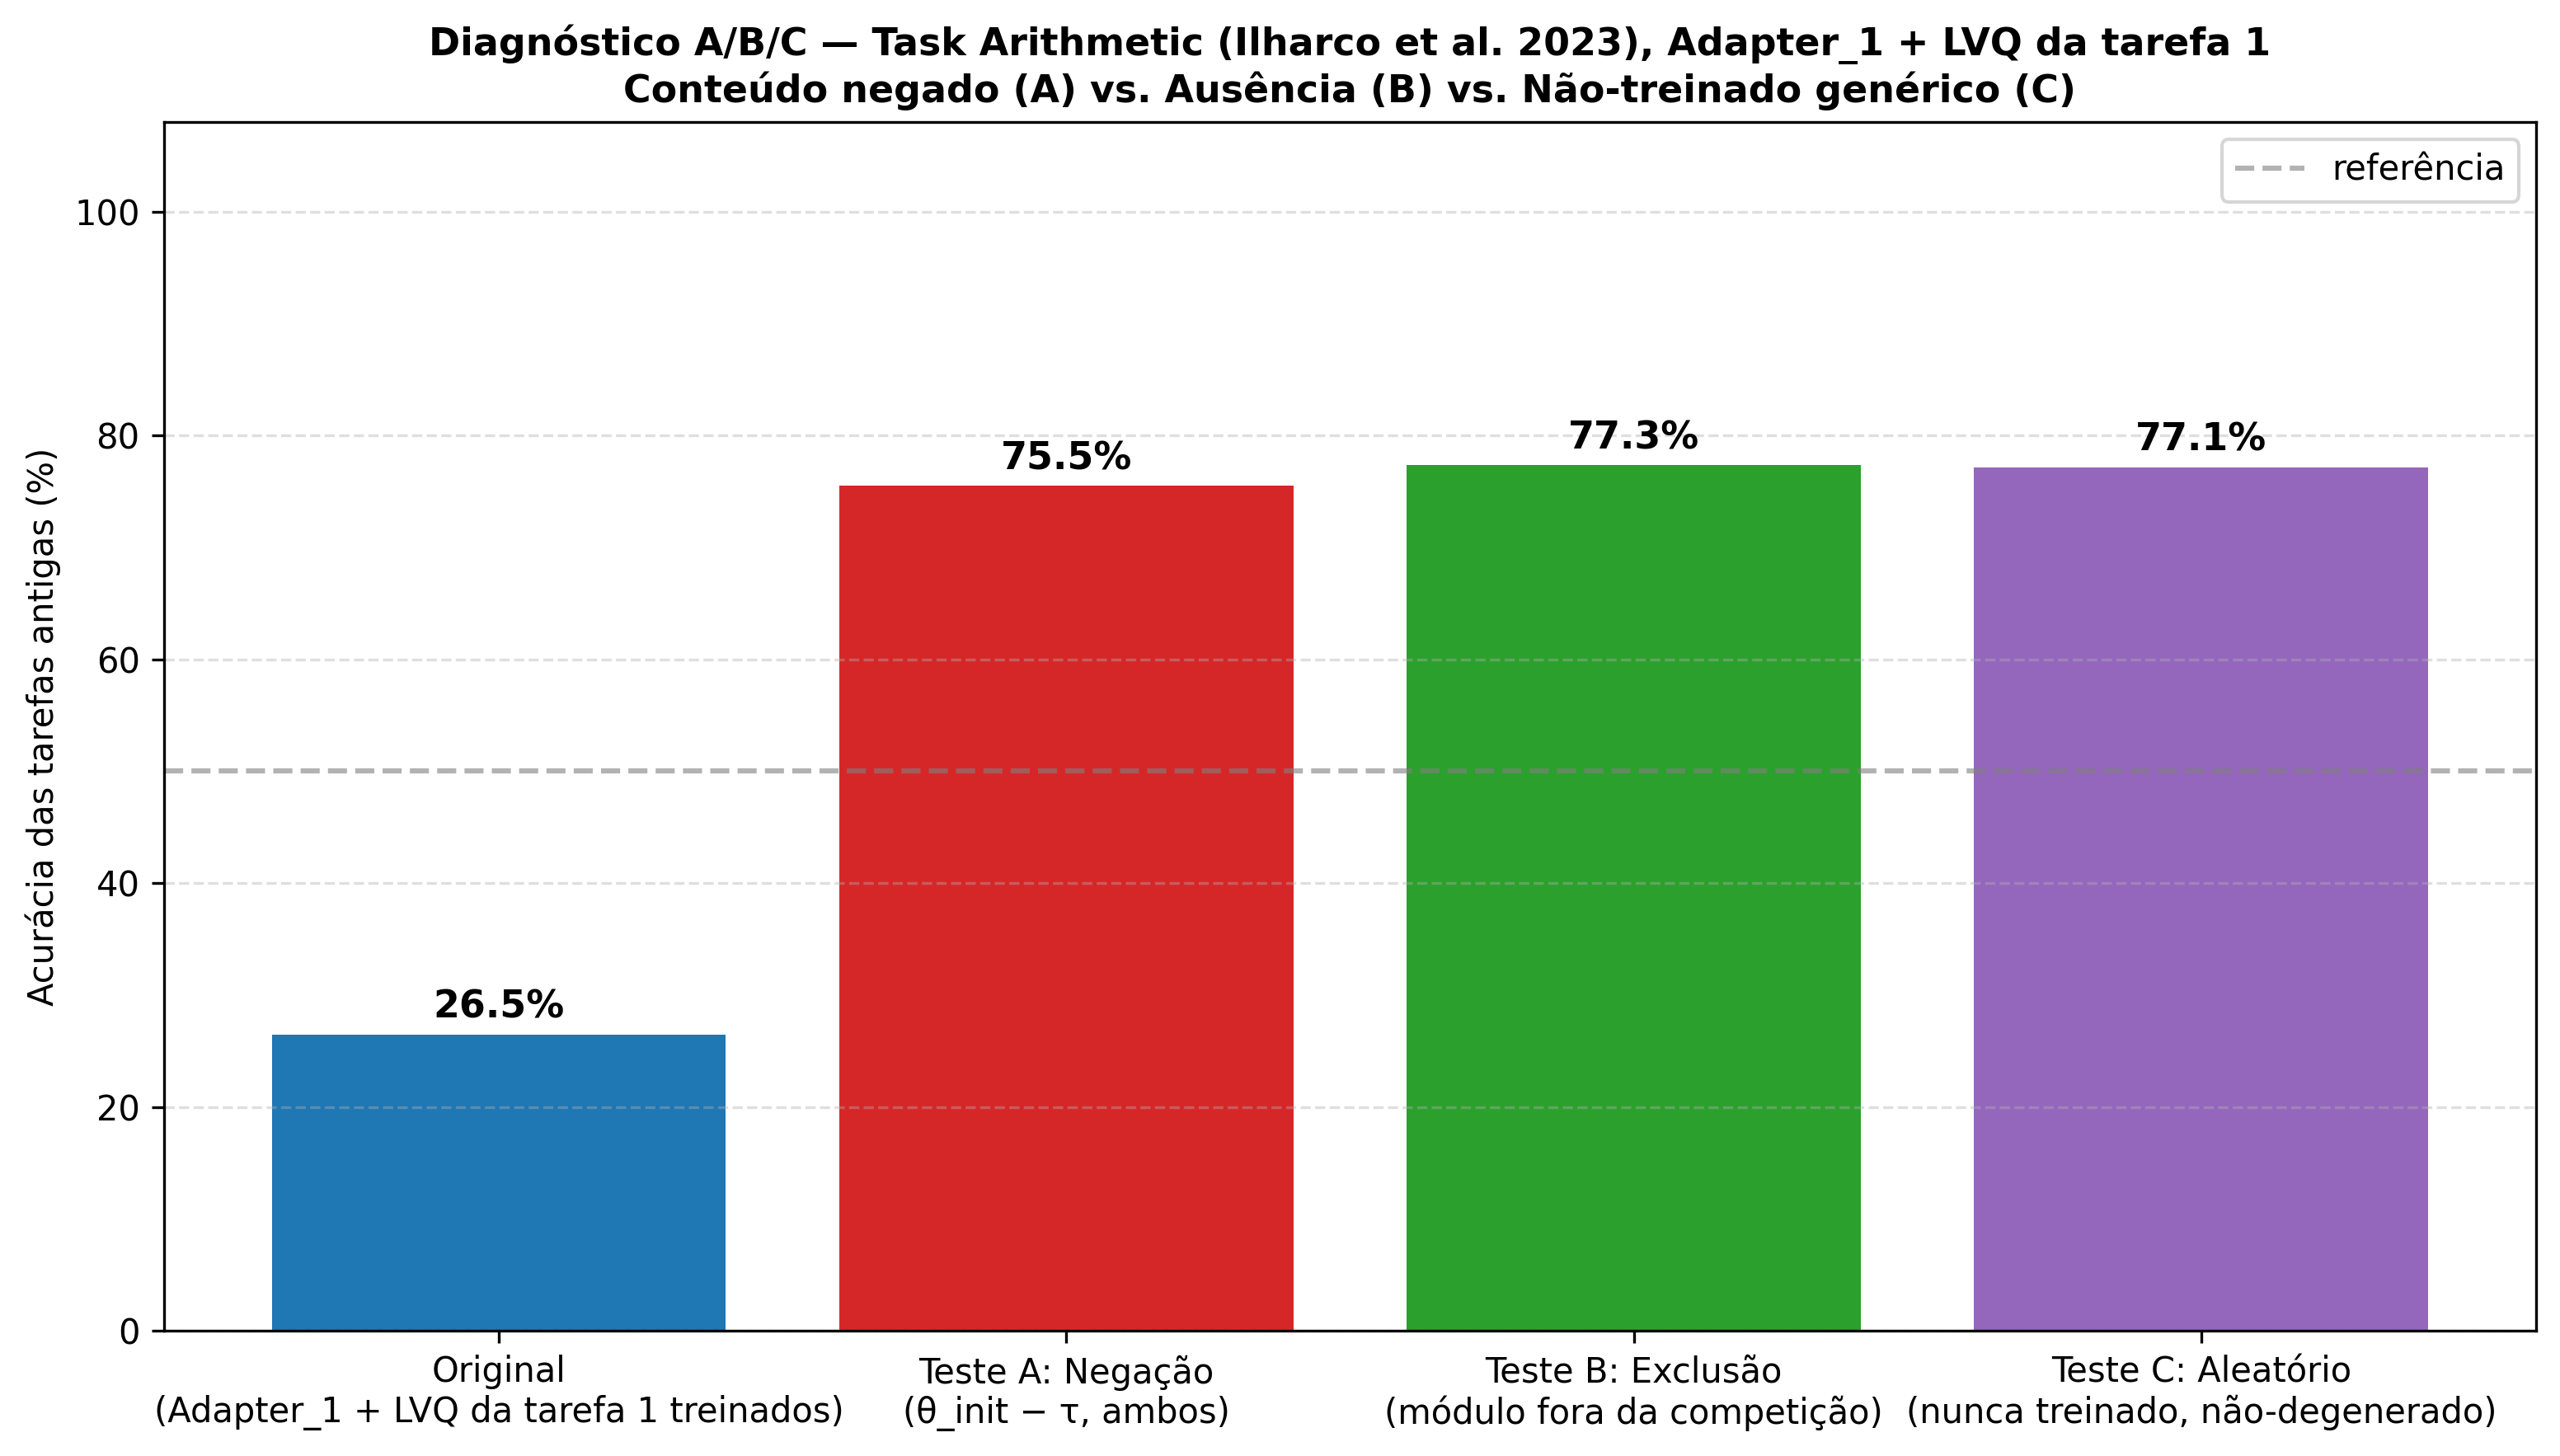 Diagnóstico A/B/C — Task Arithmetic (Ilharco et al. 2023), Adapter_1 + LVQ da tarefa 1
Conteúdo negado (A) vs. Ausência (B) vs. Não-treinado genérico (C)
referência
Acurácia das tarefas antigas (%)
100
80
60
40
20
0
26.5%
75.5%
77.3%
77.1%
Original
(Adapter_1 + LVQ da tarefa 1 treinados)
Teste A: Negação
(θ_init − τ, ambos)
Teste B: Exclusão
(módulo fora da competição)
Teste C: Aleatório
(nunca treinado, não-degenerado)